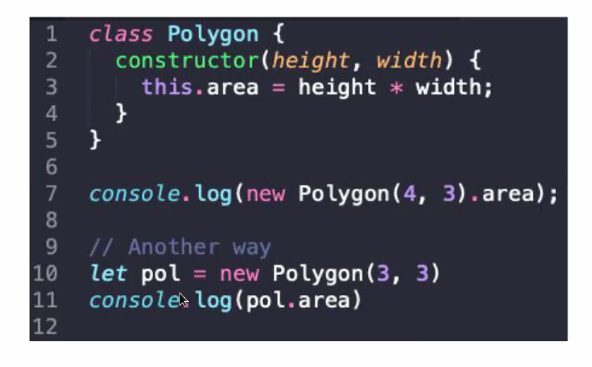 1 class Polygon {
2 constructor(height, width) {
3 this.area = height * width;
4 }
5 }
6
7 console.log(new Polygon(4, 3).area);
8
9 // Another way
10 let pol = new Polygon(3, 3)
11 console.log(pol.area)
12